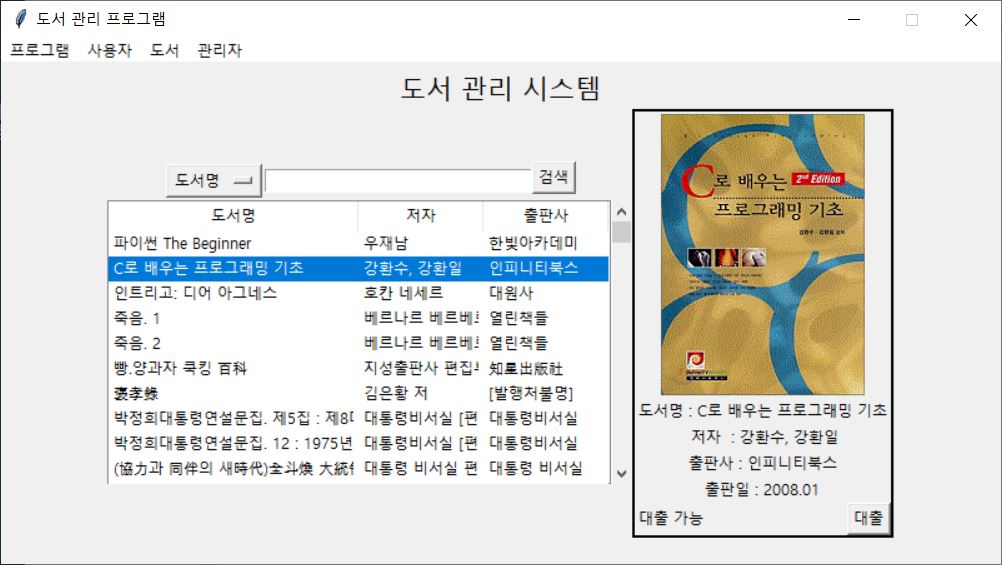 도서 관리 프로그램
프로그램 사용자 도서 관리자
도서 관리 시스템
도서명 검색
도서명 저자 출판사
파이썬 The Beginner 우재남 한빛아카데미
C로 배우는 프로그래밍 기초 강환수, 강환일 인피니티북스
인트리고: 디어 아그네스 호칸 네세르 대원사
죽음. 1 베르나르 베르베르 열린책들
죽음. 2 베르나르 베르베르 열린책들
빵.양과자 쿡킹 百科 지성출판사 편집부 知星出版社
褒孝錄 김은황 저 [발행처불명]
박정희대통령연설문집. 제5집 : 제8대 대통령비서실 [편 대통령비서실
박정희대통령연설문집. 12 : 1975년 대통령비서실 [편 대통령비서실
(協力과 同伴의 새時代)全斗煥 大統領 대통령 비서실 편 대통령 비서실
C로 배우는 2nd Edition
프로그래밍 기초
강환수 · 강환일 공저
INFINITYBOOKS
도서명 : C로 배우는 프로그래밍 기초
저자 : 강환수, 강환일
출판사 : 인피니티북스
출판일 : 2008.01
대출 가능 대출